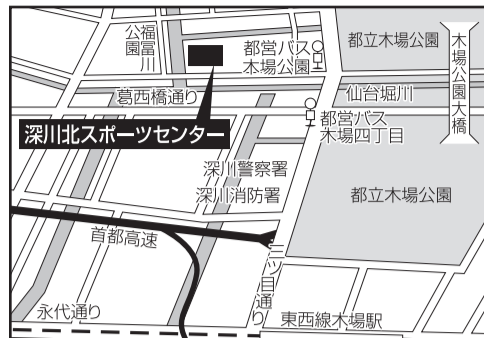 福冨川
公園
都営バス
木場公園
都立木場公園
木場公園大橋
葛西橋通り
仙台堀川
都営バス
木場四丁目
深川北スポーツセンター
深川警察署
深川消防署
都立木場公園
首都高速
三ツ目通り
永代通り
東西線木場駅